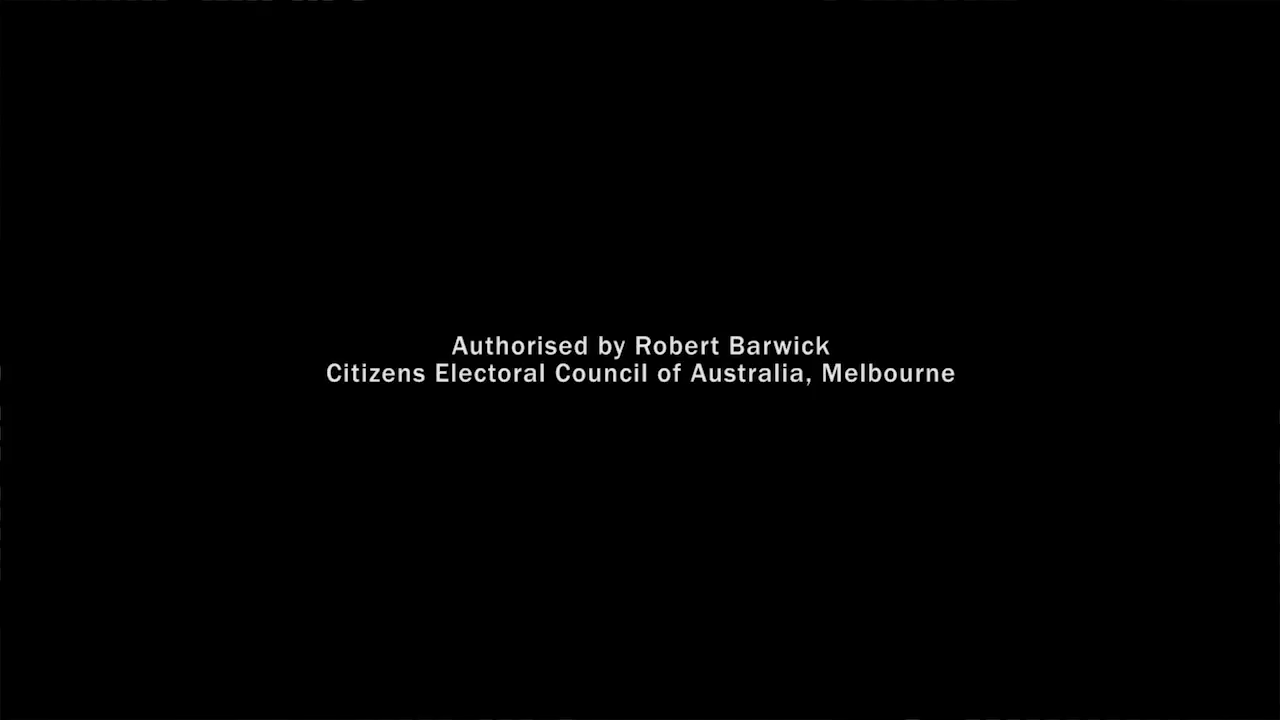 Authorised by Robert Barwick
Citizens Electoral Council of Australia, Melbourne